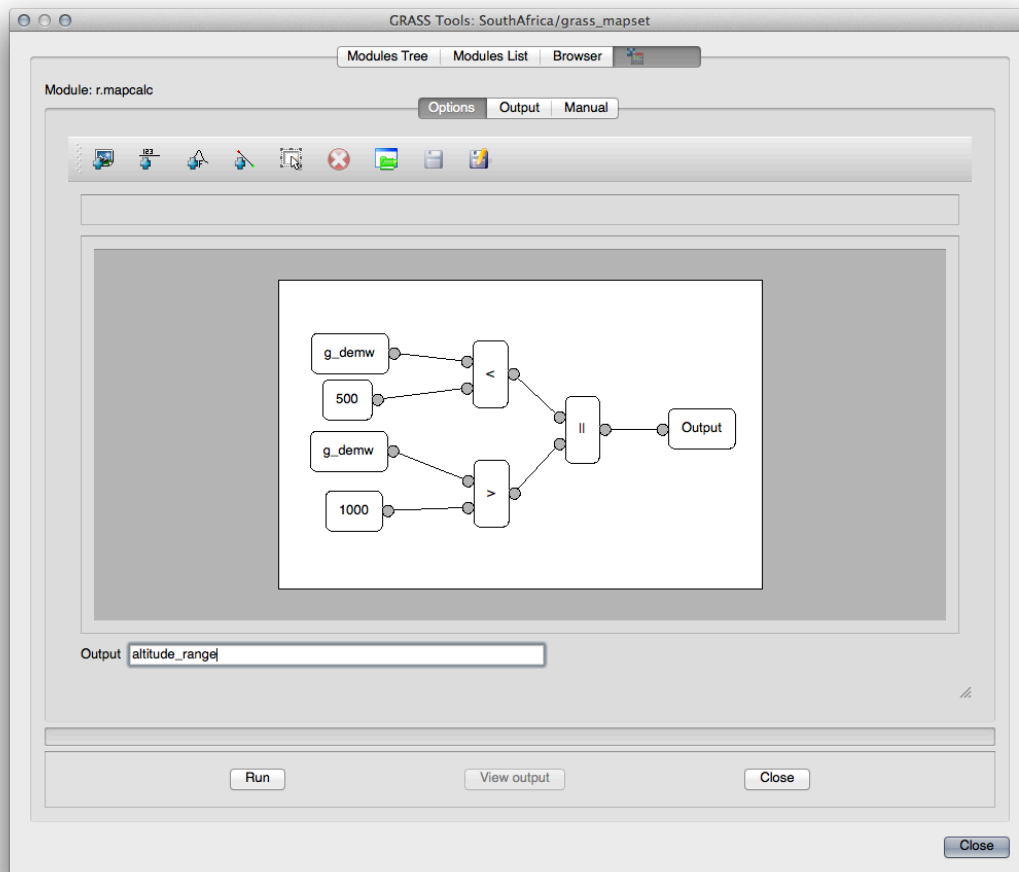 GRASS Tools: SouthAfrica/grass_mapset
Modules Tree Modules List Browser
Module: r.mapcalc
Options Output Manual
123
F
g_demw
<
500
||
Output
g_demw
>
1000
Output altitude_range
Run View output Close
Close